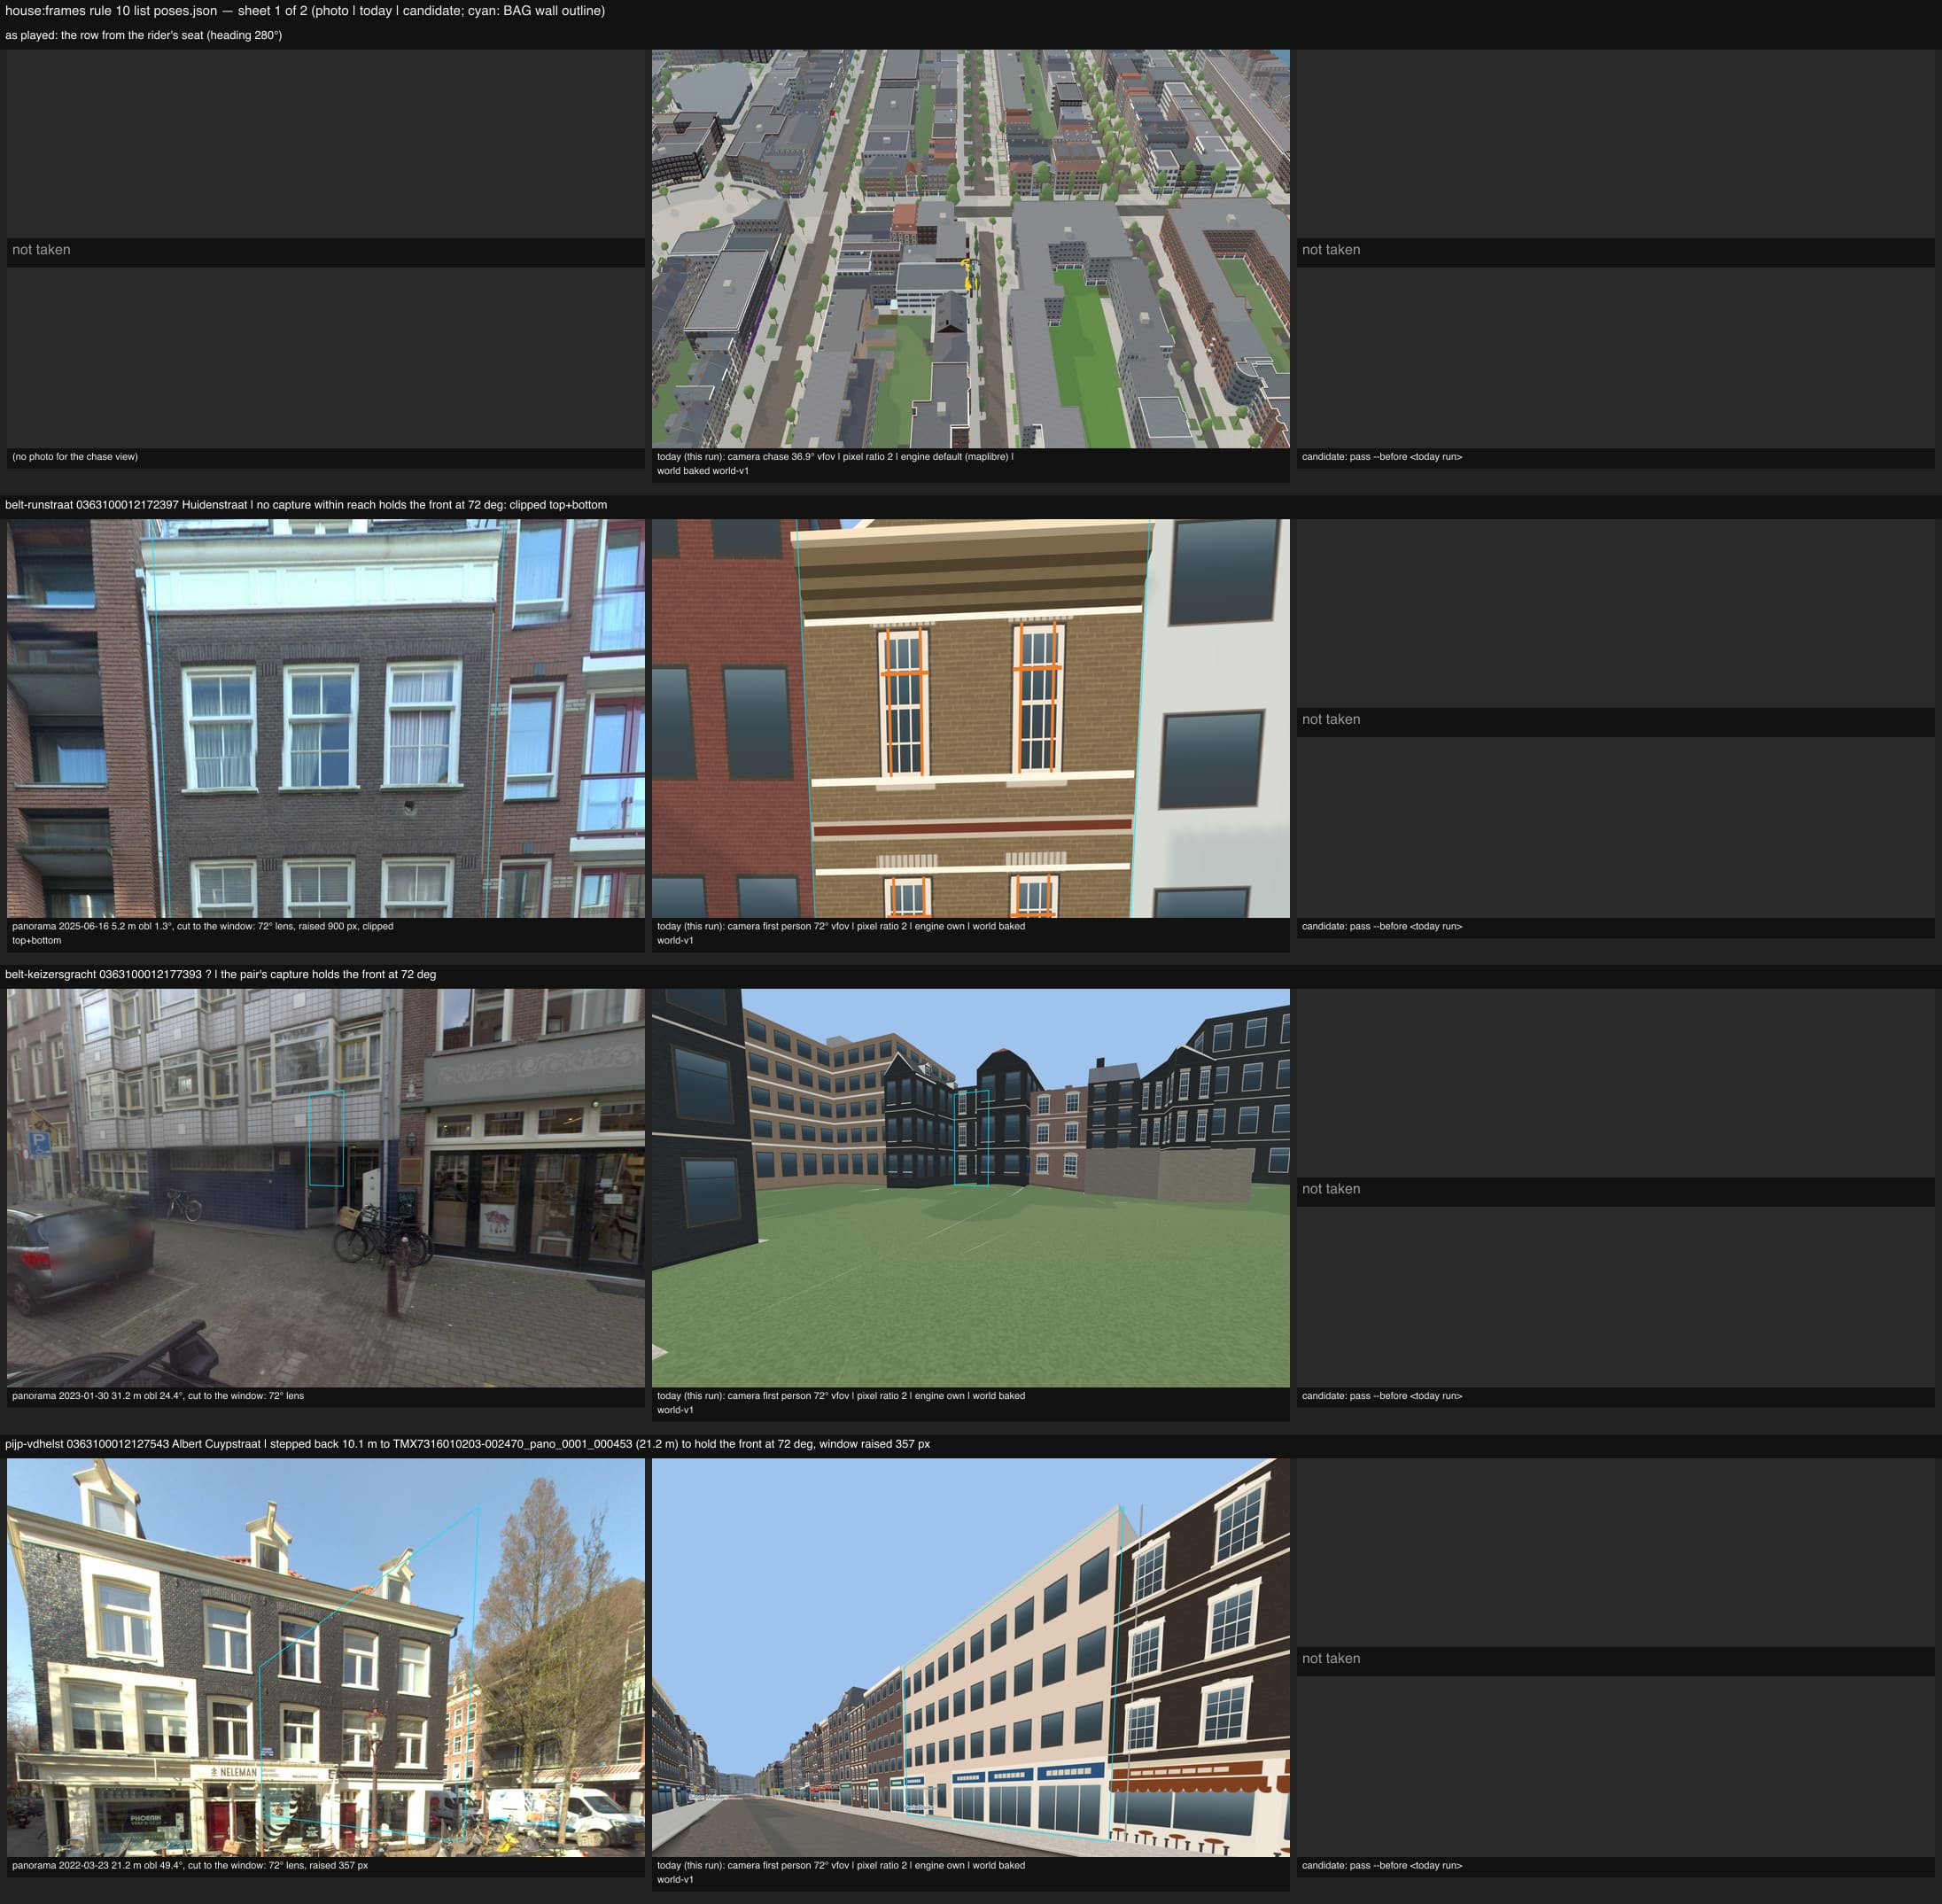 house:frames rule 10 list poses.json — sheet 1 of 2 (photo | today | candidate; cyan: BAG wall outline)
as played: the row from the rider's seat (heading 280°)
not taken
not taken
(no photo for the chase view)
today (this run): camera chase 36.9° vfov | pixel ratio 2 | engine default (maplibre) |
world baked world-v1
candidate: pass --before <today run>
belt-runstraat 0363100012172397 Huidenstraat | no capture within reach holds the front at 72 deg: clipped top+bottom
not taken
panorama 2025-06-16 5.2 m obl 1.3°, cut to the window: 72° lens, raised 900 px, clipped
top+bottom
today (this run): camera first person 72° vfov | pixel ratio 2 | engine own | world baked
world-v1
candidate: pass --before <today run>
belt-keizersgracht 0363100012177393 ? | the pair's capture holds the front at 72 deg
P
not taken
panorama 2023-01-30 31.2 m obl 24.4°, cut to the window: 72° lens
today (this run): camera first person 72° vfov | pixel ratio 2 | engine own | world baked
world-v1
candidate: pass --before <today run>
pijp-vdhelst 0363100012127543 Albert Cuypstraat | stepped back 10.1 m to TMX7316010203-002470_pano_0001_000453 (21.2 m) to hold the front at 72 deg, window raised 357 px
not taken
NELEMAN
PHOENIX
panorama 2022-03-23 21.2 m obl 49.4°, cut to the window: 72° lens, raised 357 px
today (this run): camera first person 72° vfov | pixel ratio 2 | engine own | world baked
world-v1
candidate: pass --before <today run>